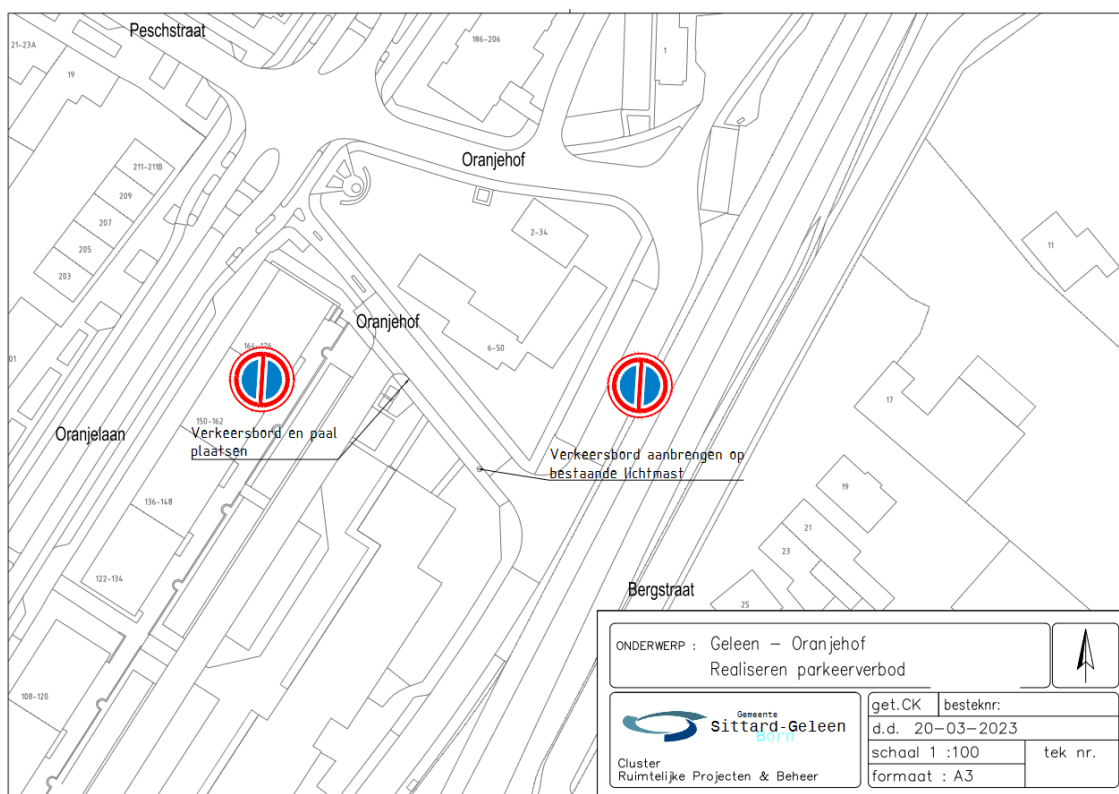 Peschstraat
21-23A
19
186-206
1
211-211B
209
207
205
203
Oranjehof
2-34
11
01
Oranjehof
6-50
164-176
17
150-162
Oranjelaan
Verkeersbord en paal
plaatsen
Verkeersbord aanbrengen op
bestaande lichtmast
136-148
19
21
23
122-134
Bergstraat
25
108-120
ONDERWERP : Geleen - Oranjehof
Realiseren parkeerverbod
Gemeente
Sittard-Geleen
Born
Cluster
Ruimtelijke Projecten & Beheer
get.CK besteknr:
d.d. 20-03-2023
schaal 1 :100 tek nr.
formaat : A3